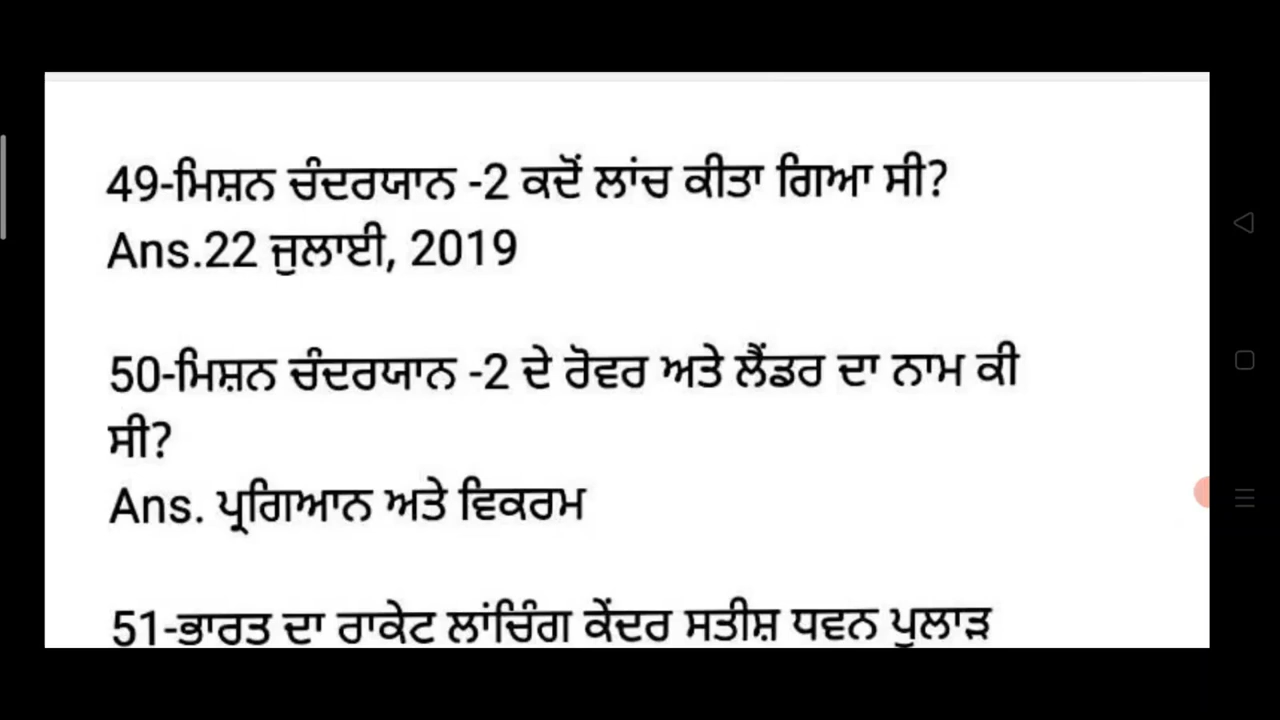 49-ਮਿਸ਼ਨ ਚੰਦਰਯਾਨ -2 ਕਦੋਂ ਲਾਂਚ ਕੀਤਾ ਗਿਆ ਸੀ?
Ans.22 ਜੁਲਾਈ, 2019
50-ਮਿਸ਼ਨ ਚੰਦਰਯਾਨ -2 ਦੇ ਰੋਵਰ ਅਤੇ ਲੈਂਡਰ ਦਾ ਨਾਮ ਕੀ
ਸੀ?
Ans. ਪ੍ਰਗਿਆਨ ਅਤੇ ਵਿਕਰਮ
51-ਭਾਰਤ ਦਾ ਰਾਕੇਟ ਲਾਂਚਿੰਗ ਕੇਂਦਰ ਸਤੀਸ਼ ਧਵਨ ਪੁਲਾੜ